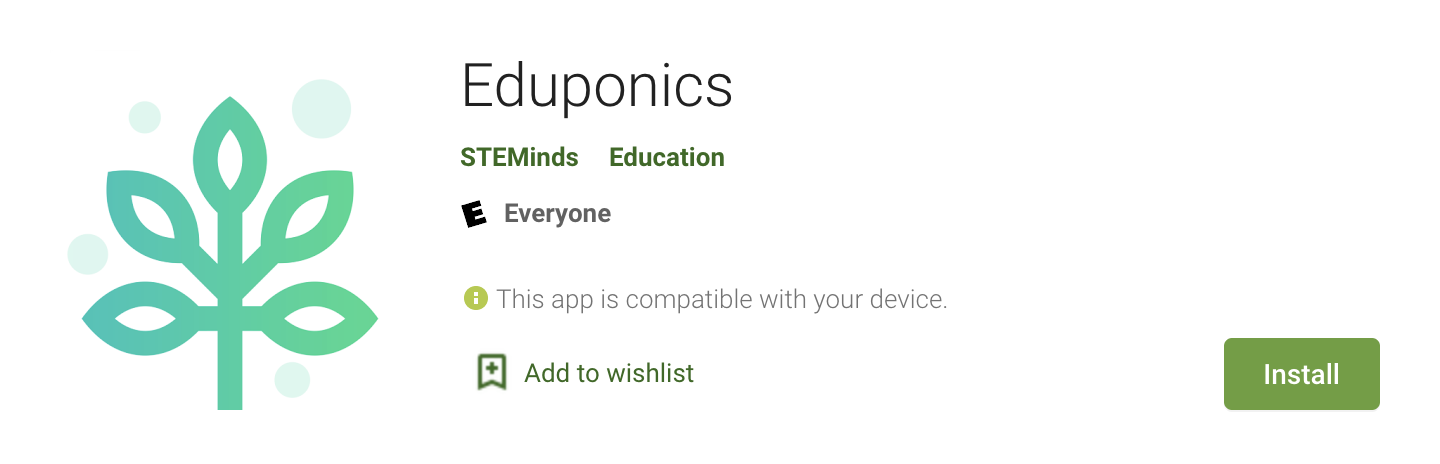 Eduponics
STEMinds Education
E Everyone
This app is compatible with your device.
Add to wishlist
Install